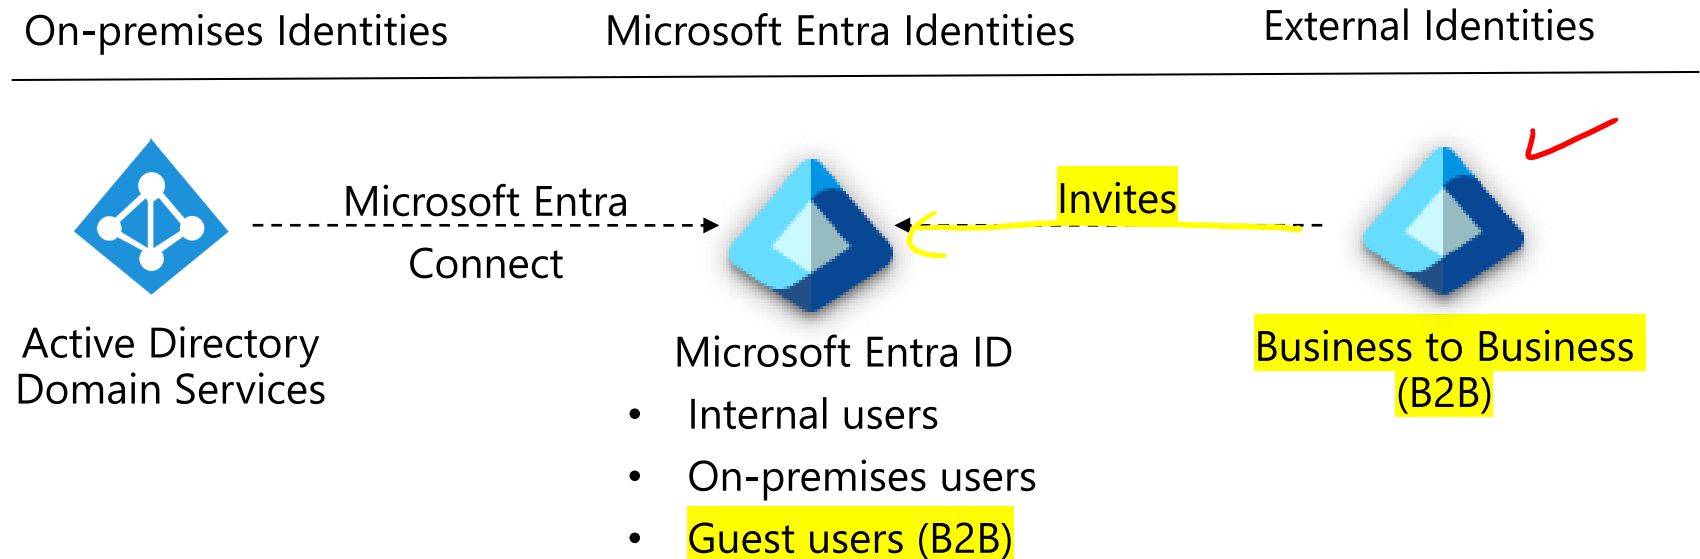 On-premises Identities
Microsoft Entra Identities
External Identities
Microsoft Entra
Connect
Invites
Active Directory
Domain Services
Microsoft Entra ID
• Internal users
• On-premises users
• Guest users (B2B)
Business to Business
(B2B)